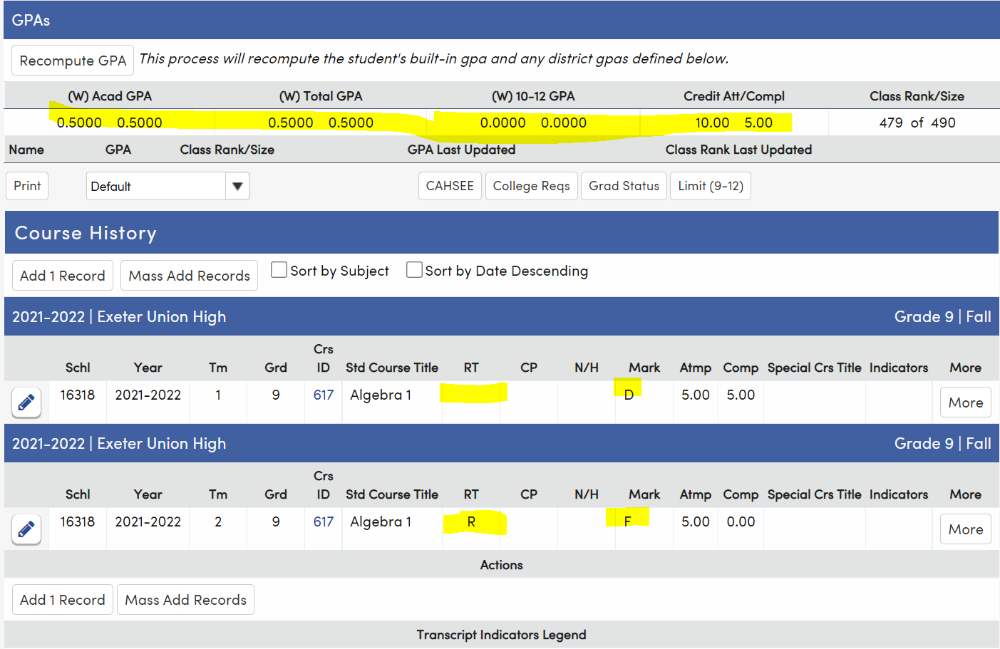 GPAs
Recompute GPA This process will recompute the student's built-in gpa and any district gpas defined below.
(W) Acad GPA (W) Total GPA (W) 10-12 GPA Credit Att/Compl Class Rank/Size
0.5000 0.5000 0.5000 0.5000 0.0000 0.0000 10.00 5.00 479 of 490
Name GPA Class Rank/Size GPA Last Updated Class Rank Last Updated
Print Default CAHSEE College Reqs Grad Status Limit (9-12)
Course History
Add 1 Record Mass Add Records Sort by Subject Sort by Date Descending
2021-2022 | Exeter Union High Grade 9 | Fall
Schl Year Tm Grd Crs ID Std Course Title RT CP N/H Mark Atmp Comp Special Crs Title Indicators More
16318 2021-2022 1 9 617 Algebra 1 D 5.00 5.00 More
2021-2022 | Exeter Union High Grade 9 | Fall
Schl Year Tm Grd Crs ID Std Course Title RT CP N/H Mark Atmp Comp Special Crs Title Indicators More
16318 2021-2022 2 9 617 Algebra 1 R F 5.00 0.00 More
Actions
Add 1 Record Mass Add Records
Transcript Indicators Legend